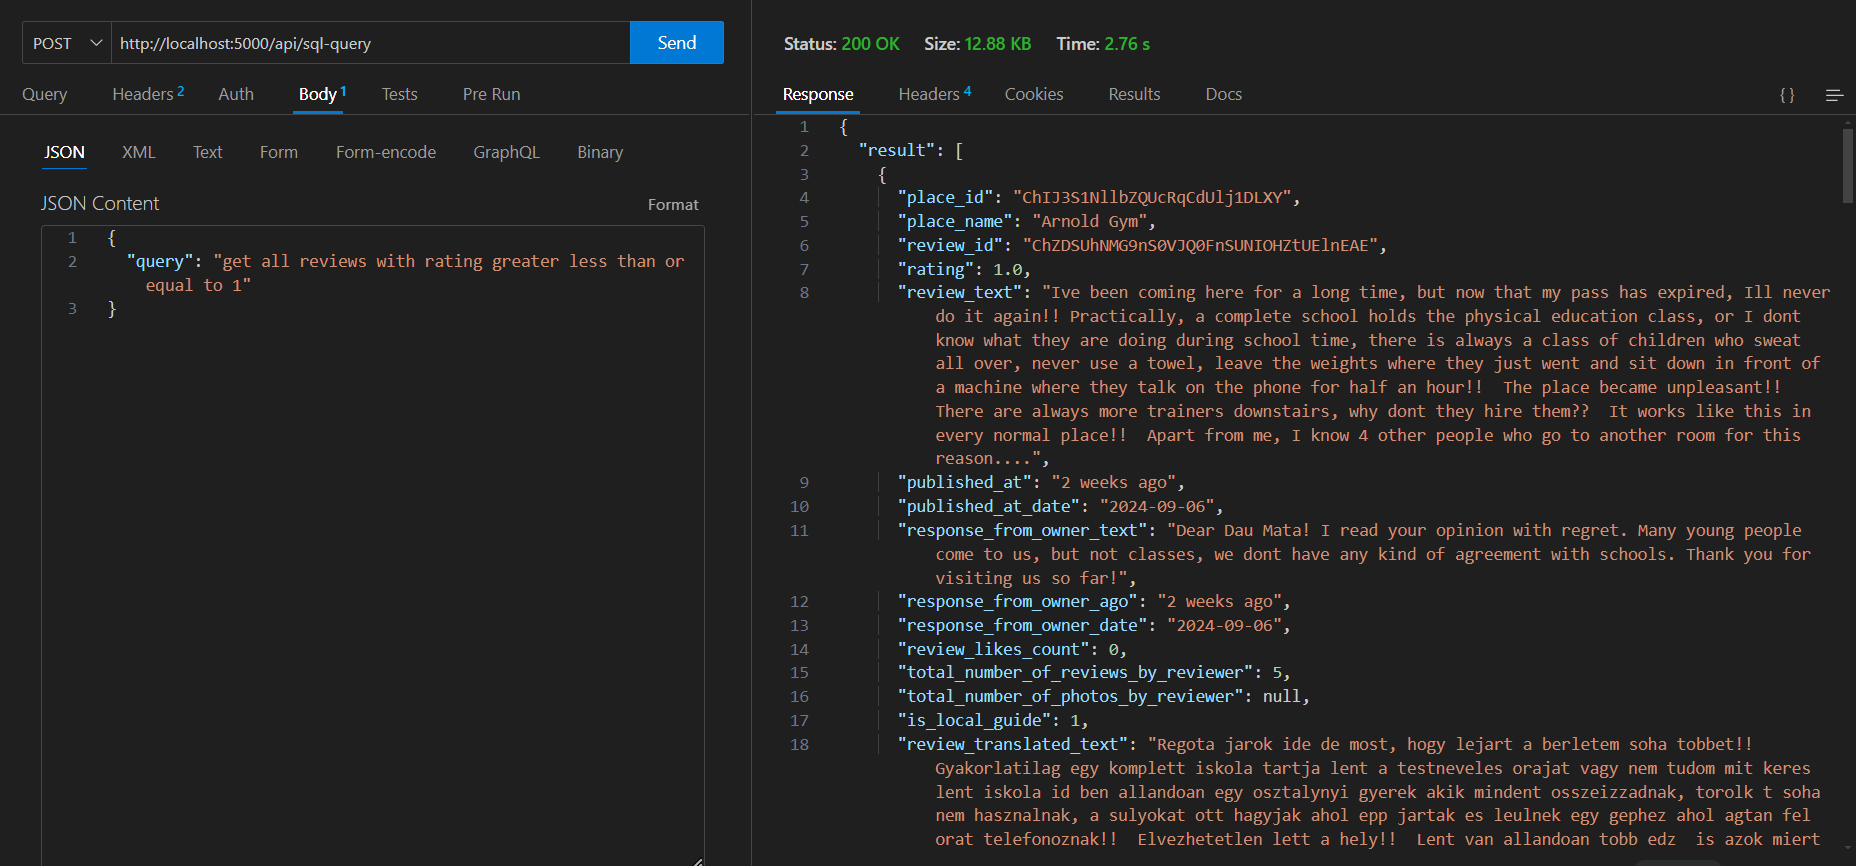 POST
http://localhost:5000/api/sql-query
Send
Query
Headers 2
Auth
Body 1
Tests
Pre Run
JSON
XML
Text
Form
Form-encode
GraphQL
Binary
JSON Content
Format
1 {
2 "query": "get all reviews with rating greater less than or
equal to 1"
3 }
Status: 200 OK Size: 12.88 KB Time: 2.76 s
Response
Headers 4
Cookies
Results
Docs
{ }
1 {
2 "result": [
3 {
4 "place_id": "ChIJ3S1NllbZQUcRqCdUlj1DLXY",
5 "place_name": "Arnold Gym",
6 "review_id": "ChZDSUhNMG9nS0VJQ0FnSUNIOHZtUElnEAE",
7 "rating": 1.0,
8 "review_text": "Ive been coming here for a long time, but now that my pass has expired, Ill never
do it again!! Practically, a complete school holds the physical education class, or I dont
know what they are doing during school time, there is always a class of children who sweat
all over, never use a towel, leave the weights where they just went and sit down in front of
a machine where they talk on the phone for half an hour!!  The place became unpleasant!!
There are always more trainers downstairs, why dont they hire them??  It works like this in
every normal place!!  Apart from me, I know 4 other people who go to another room for this
reason....",
9 "published_at": "2 weeks ago",
10 "published_at_date": "2024-09-06",
11 "response_from_owner_text": "Dear Dau Mata! I read your opinion with regret. Many young people
come to us, but not classes, we dont have any kind of agreement with schools. Thank you for
visiting us so far!",
12 "response_from_owner_ago": "2 weeks ago",
13 "response_from_owner_date": "2024-09-06",
14 "review_likes_count": 0,
15 "total_number_of_reviews_by_reviewer": 5,
16 "total_number_of_photos_by_reviewer": null,
17 "is_local_guide": 1,
18 "review_translated_text": "Regota jarok ide de most, hogy lejart a berletem soha tobbet!!
Gyakorlatilag egy komplett iskola tartja lent a testneveles orajat vagy nem tudom mit keres
lent iskola id ben allandoan egy osztalynyi gyerek akik mindent osszeizzadnak, torolk t soha
nem hasznalnak, a sulyokat ott hagyjak ahol epp jartak es leulnek egy gephez ahol agtan fel
orat telefonoznak!!  Elvezhetetlen lett a hely!!  Lent van allandoan tobb edz  is azok miert